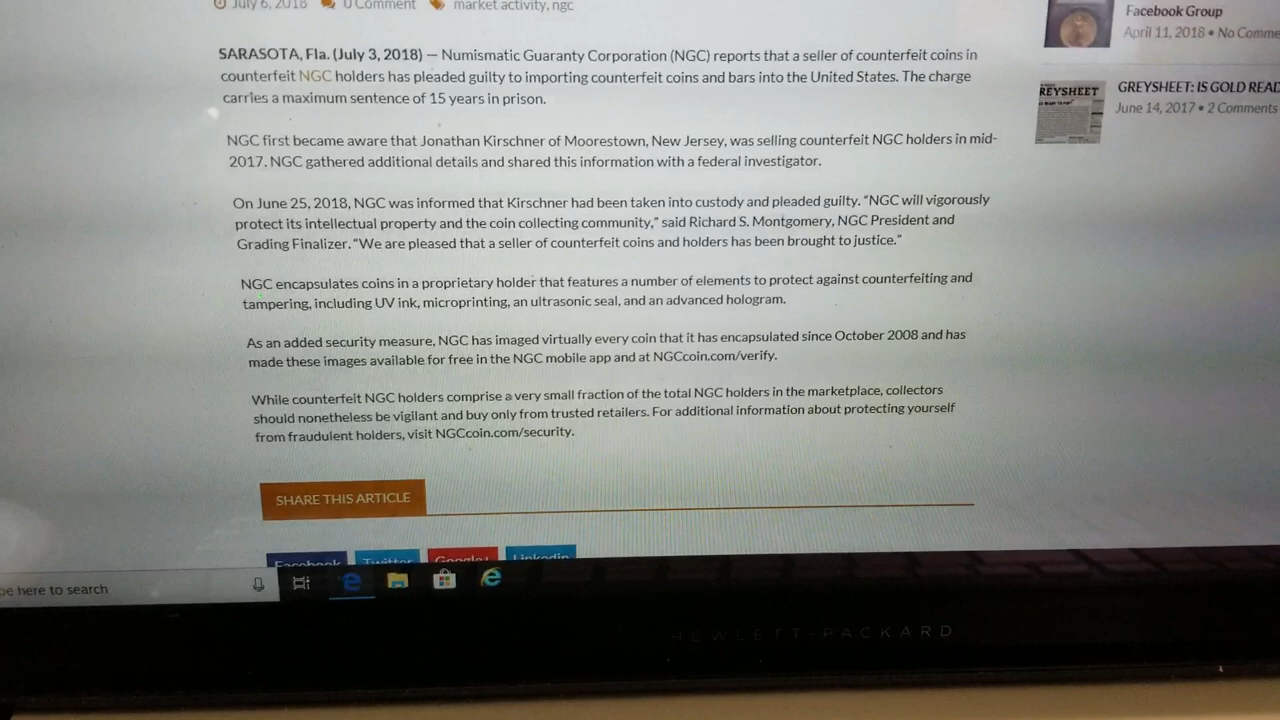 July 6, 2018 0 Comment market activity, ngc
SARASOTA, Fla. (July 3, 2018) — Numismatic Guaranty Corporation (NGC) reports that a seller of counterfeit coins in
counterfeit NGC holders has pleaded guilty to importing counterfeit coins and bars into the United States. The charge
carries a maximum sentence of 15 years in prison.
NGC first became aware that Jonathan Kirschner of Moorestown, New Jersey, was selling counterfeit NGC holders in mid-
2017. NGC gathered additional details and shared this information with a federal investigator.
On June 25, 2018, NGC was informed that Kirschner had been taken into custody and pleaded guilty. “NGC will vigorously
protect its intellectual property and the coin collecting community,” said Richard S. Montgomery, NGC President and
Grading Finalizer. “We are pleased that a seller of counterfeit coins and holders has been brought to justice.”
NGC encapsulates coins in a proprietary holder that features a number of elements to protect against counterfeiting and
tampering, including UV ink, microprinting, an ultrasonic seal, and an advanced hologram.
As an added security measure, NGC has imaged virtually every coin that it has encapsulated since October 2008 and has
made these images available for free in the NGC mobile app and at NGCcoin.com/verify.
While counterfeit NGC holders comprise a very small fraction of the total NGC holders in the marketplace, collectors
should nonetheless be vigilant and buy only from trusted retailers. For additional information about protecting yourself
from fraudulent holders, visit NGCcoin.com/security.
SHARE THIS ARTICLE
Facebook Twitter Google+ Linkedin
Facebook Group
April 11, 2018 • No Comme
REYSHEET
GREYSHEET: IS GOLD READ
June 14, 2017 • 2 Comments
pe here to search
HEWLETT-PACKARD